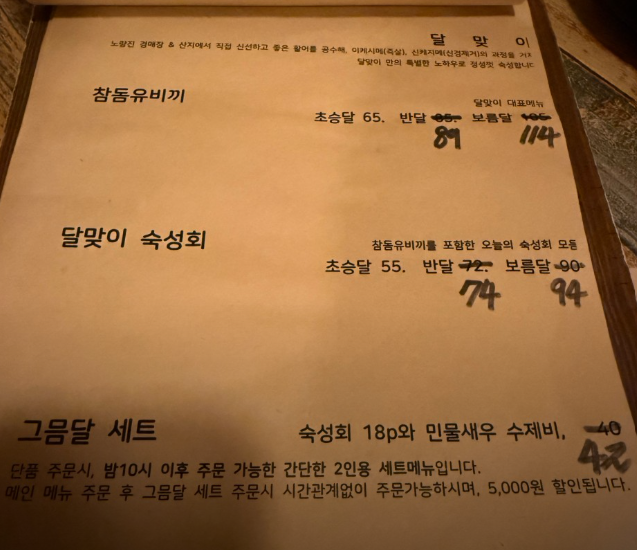 달 맞 이
노량진 경매장 & 산지에서 직접 신선하고 좋은 활어를 공수해, 이케시메(즉살), 신케지메(신경제거)의 과정을 거쳐
달맞이 만의 특별한 노하우로 정성껏 숙성합니다
참돔유비끼
달맞이 대표메뉴
초승달 65. 반달 85. 보름달 105
89 114
달맞이 숙성회
참돔유비끼를 포함한 오늘의 숙성회 모둠
초승달 55. 반달 72. 보름달 90
74 94
그믐달 세트
숙성회 18p와 민물새우 수제비, 40
42
단품 주문시, 밤10시 이후 주문 가능한 간단한 2인용 세트메뉴입니다.
메인 메뉴 주문 후 그믐달 세트 주문시 시간관계없이 주문가능하시며, 5,000원 할인됩니다.